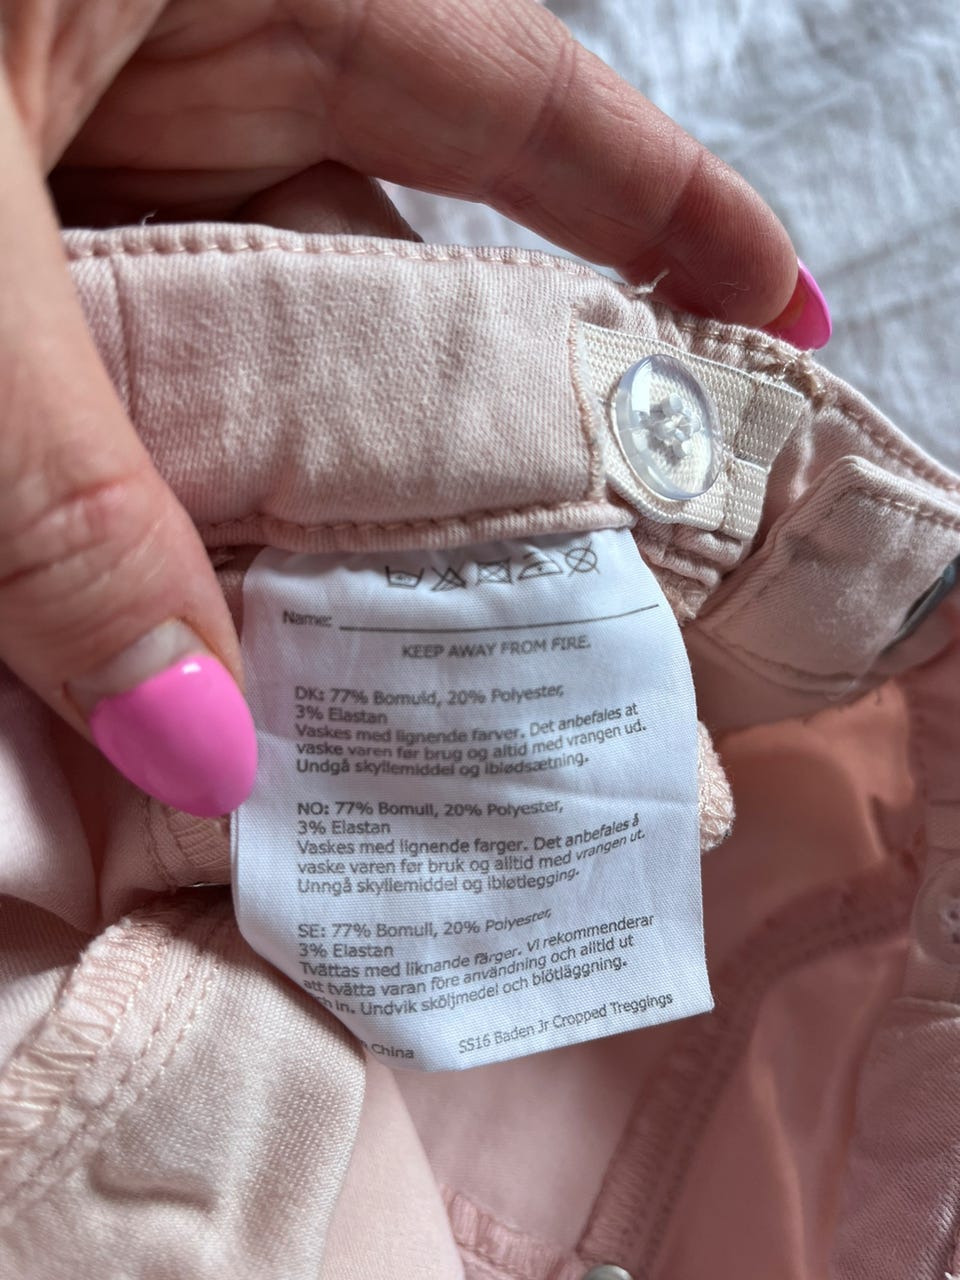 Name:
KEEP AWAY FROM FIRE.
DK: 77% Bomuld, 20% Polyester,
3% Elastan
Vaskes med lignende farver. Det anbefales at
vaske varen før brug og altid med vrangen ud.
Undgå skyllemiddel og iblødsætning.
NO: 77% Bomull, 20% Polyester,
3% Elastan
Vaskes med lignende farger. Det anbefales å
vaske varen før bruk og alltid med vrangen ut.
Unngå skyllemiddel og ibløtlegging.
SE: 77% Bomull, 20% Polyester,
3% Elastan
Tvättas med liknande färger. Vi rekommenderar
att tvätta varan före användning och alltid ut
och in. Undvik sköljmedel och blötläggning.
China
SS16 Baden Jr Cropped Treggings